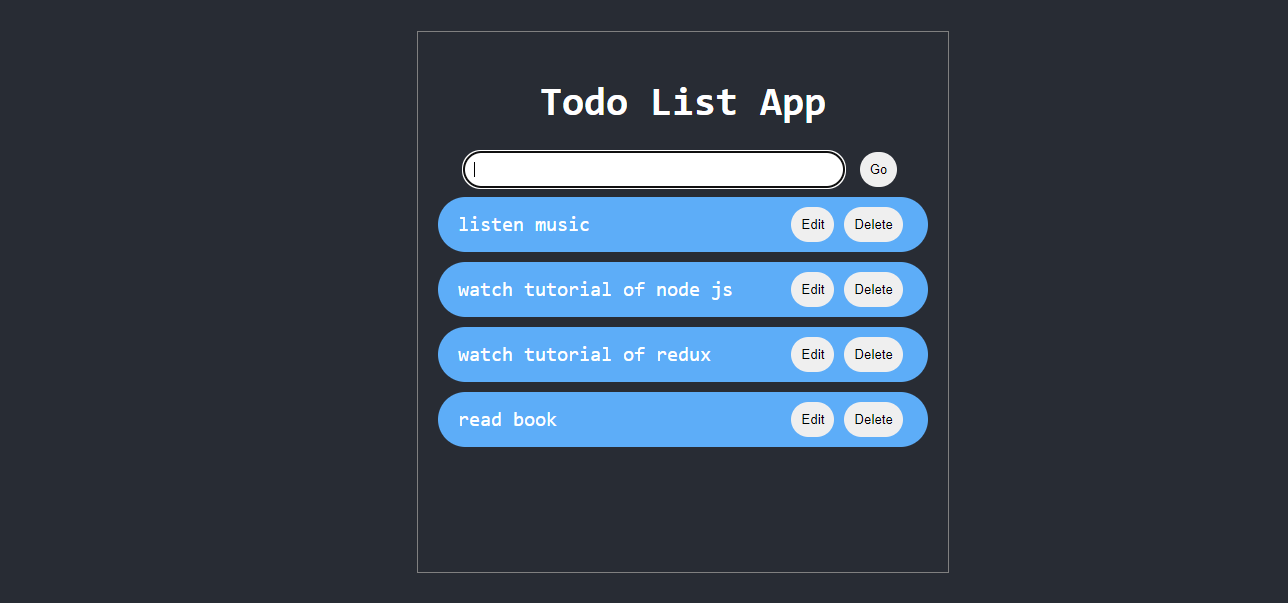 Todo List App
Go
listen music Edit Delete
watch tutorial of node js Edit Delete
watch tutorial of redux Edit Delete
read book Edit Delete